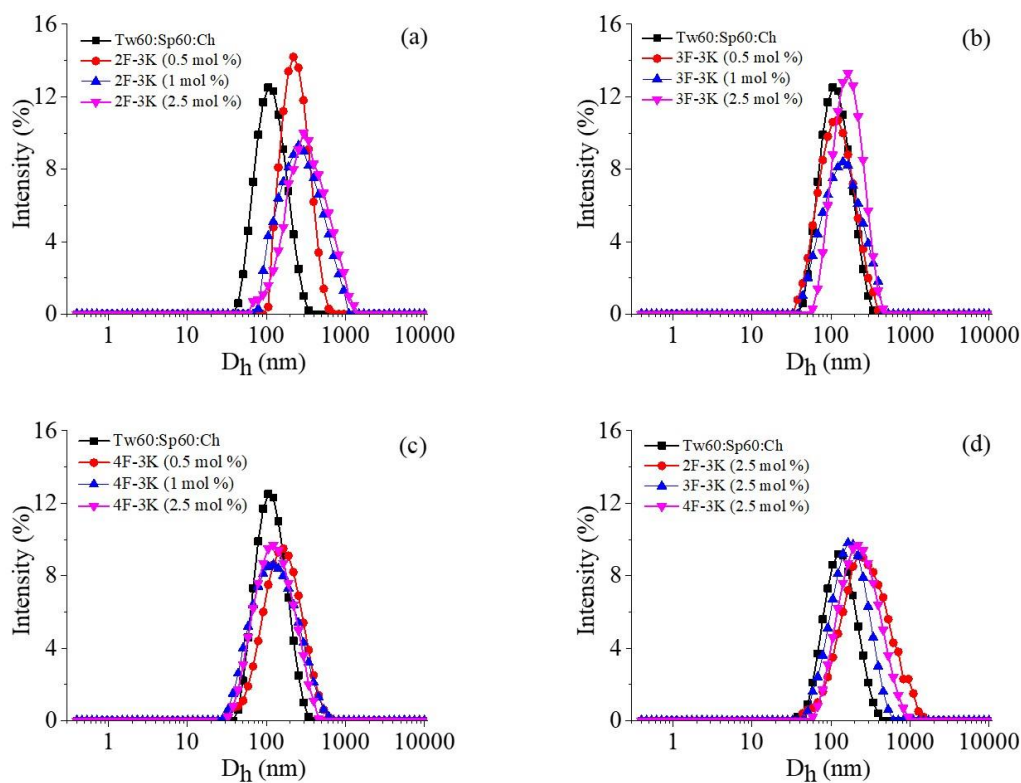 16
12
8
4
0
Intensity (%)
Tw60:Sp60:Ch
2F-3K (0.5 mol %)
2F-3K (1 mol %)
2F-3K (2.5 mol %)
(a)
1 10 100 1000 10000
Dh (nm)
16
12
8
4
0
Intensity (%)
Tw60:Sp60:Ch
3F-3K (0.5 mol %)
3F-3K (1 mol %)
3F-3K (2.5 mol %)
(b)
1 10 100 1000 10000
Dh (nm)
16
12
8
4
0
Intensity (%)
Tw60:Sp60:Ch
4F-3K (0.5 mol %)
4F-3K (1 mol %)
4F-3K (2.5 mol %)
(c)
1 10 100 1000 10000
Dh (nm)
16
12
8
4
0
Intensity (%)
Tw60:Sp60:Ch
2F-3K (2.5 mol %)
3F-3K (2.5 mol %)
4F-3K (2.5 mol %)
(d)
1 10 100 1000 10000
Dh (nm)